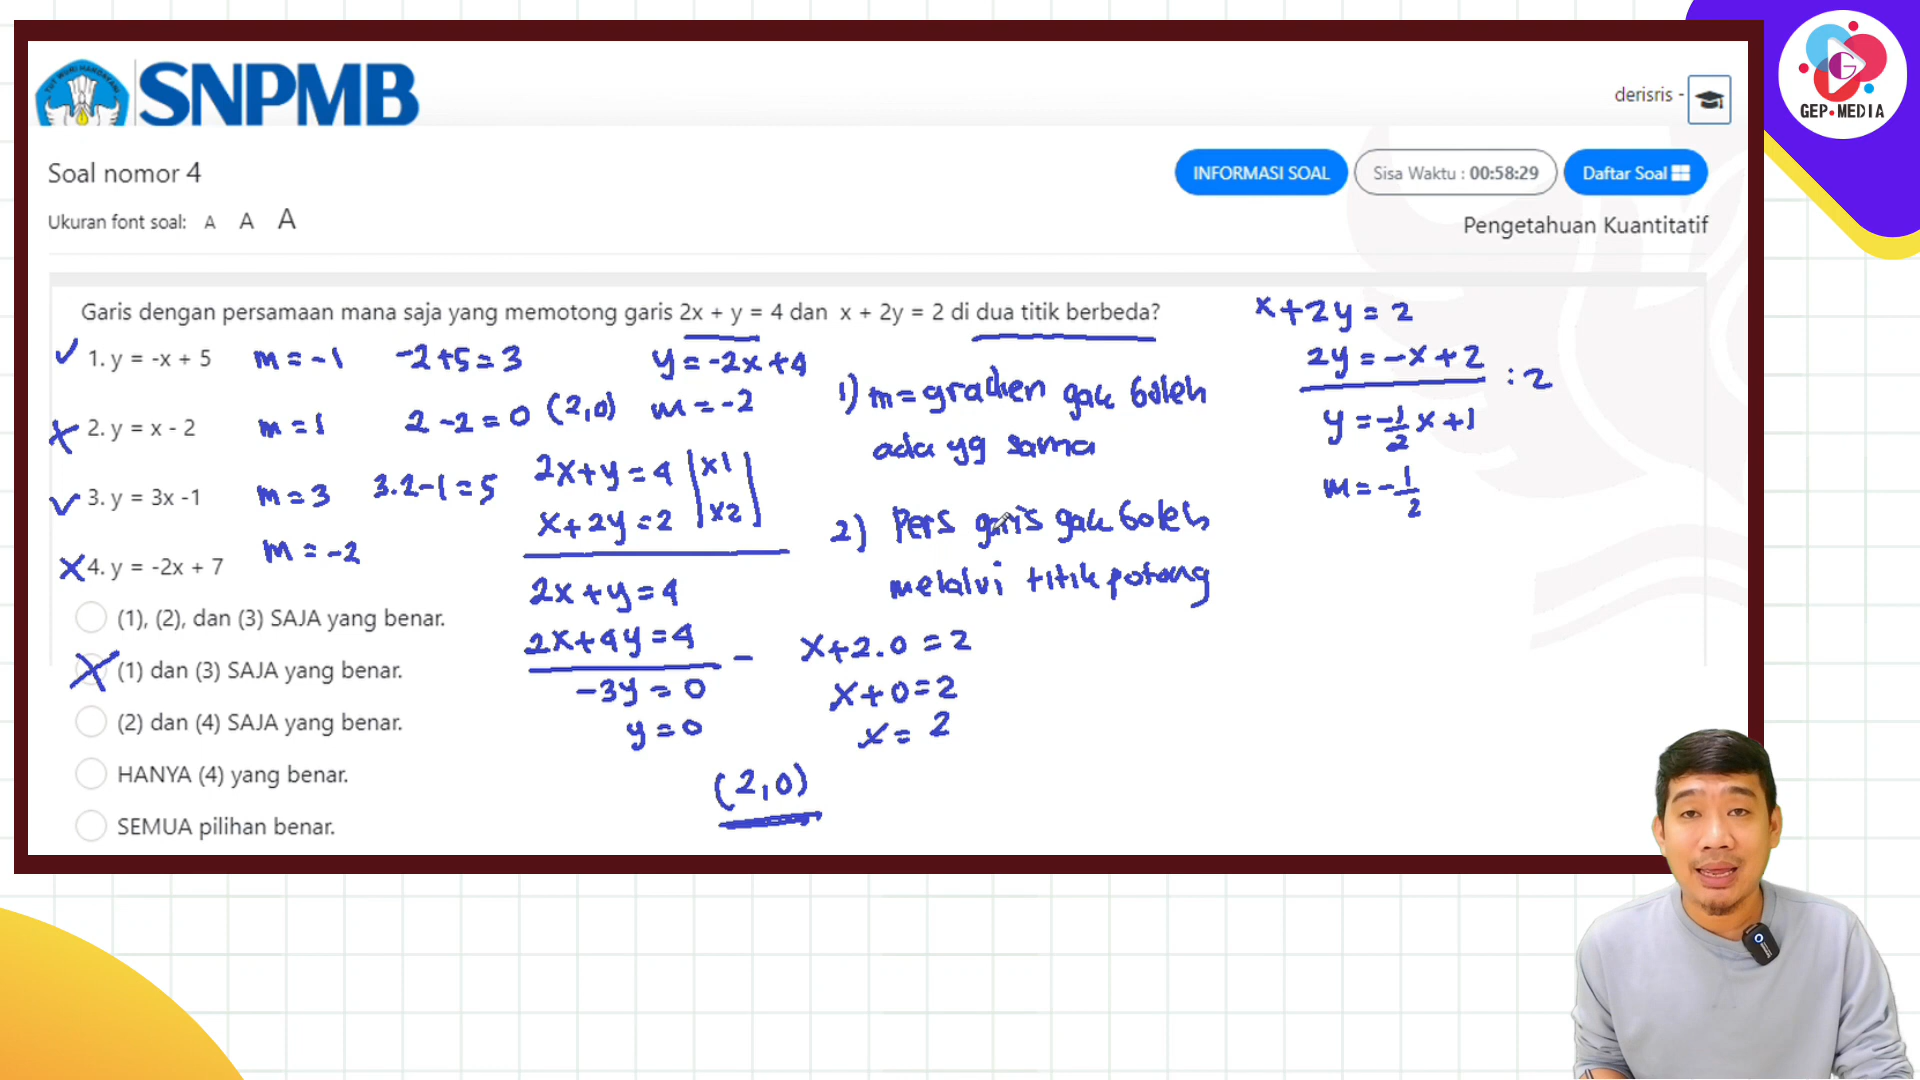 SNPMB
derisris -
GEP•MEDIA
Soal nomor 4
INFORMASI SOAL
Sisa Waktu : 00:58:29
Daftar Soal
Ukuran font soal: A A A
Pengetahuan Kuantitatif
Garis dengan persamaan mana saja yang memotong garis 2x + y = 4 dan x + 2y = 2 di dua titik berbeda?
1. y = -x + 5
m = -1
-2+5 = 3
2. y = x - 2
m = 1
2 -2 = 0 (2,0)
3. y = 3x -1
m = 3
3.2-1 = 5
4. y = -2x + 7
m = -2
(1), (2), dan (3) SAJA yang benar.
(1) dan (3) SAJA yang benar.
(2) dan (4) SAJA yang benar.
HANYA (4) yang benar.
SEMUA pilihan benar.
y = -2x+4
m = -2
2x+y = 4 | x1 |
x+2y = 2 | x2 |
2x+y = 4
2x+4y = 4 -
-3y = 0
y = 0
x+2.0 = 2
x+0 = 2
x = 2
(2,0)
1) m = gradien gak boleh
ada yg sama
2) Pers garis gak boleh
melalui titik potong
x+2y = 2
2y = -x+2 : 2
y = -1/2 x+1
m = -1/2